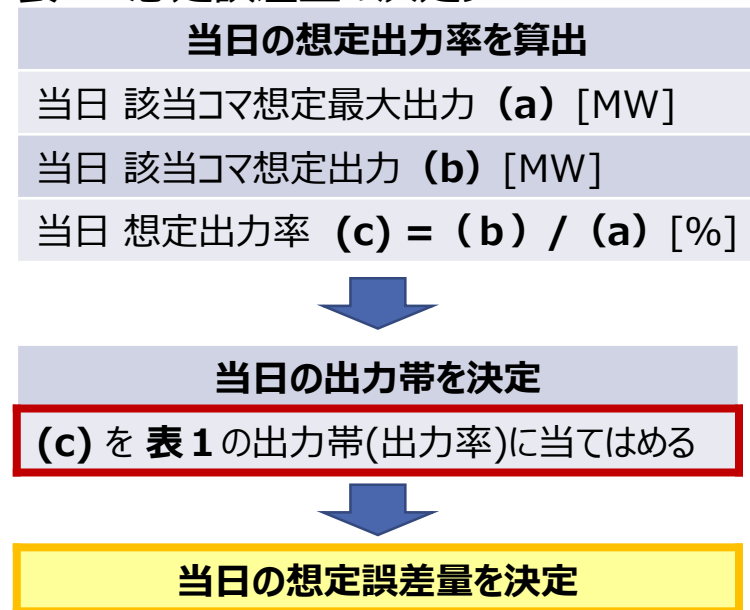 当日の想定出力率を算出
当日 該当コマ想定最大出力（a）[MW]
当日 該当コマ想定出力（b）[MW]
当日 想定出力率 (c) =（ｂ）/（a）[%]
当日の出力帯を決定
(c) を 表１の出力帯(出力率)に当てはめる
当日の想定誤差量を決定